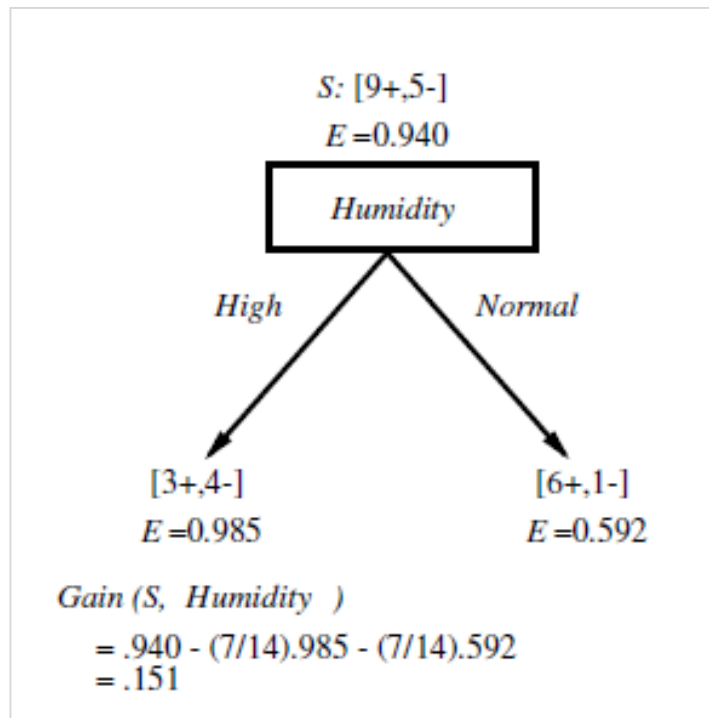 S: [9+,5-]
E =0.940
Humidity
High
Normal
[3+,4-]
[6+,1-]
E =0.985
E =0.592
Gain (S, Humidity )
= .940 - (7/14).985 - (7/14).592
= .151